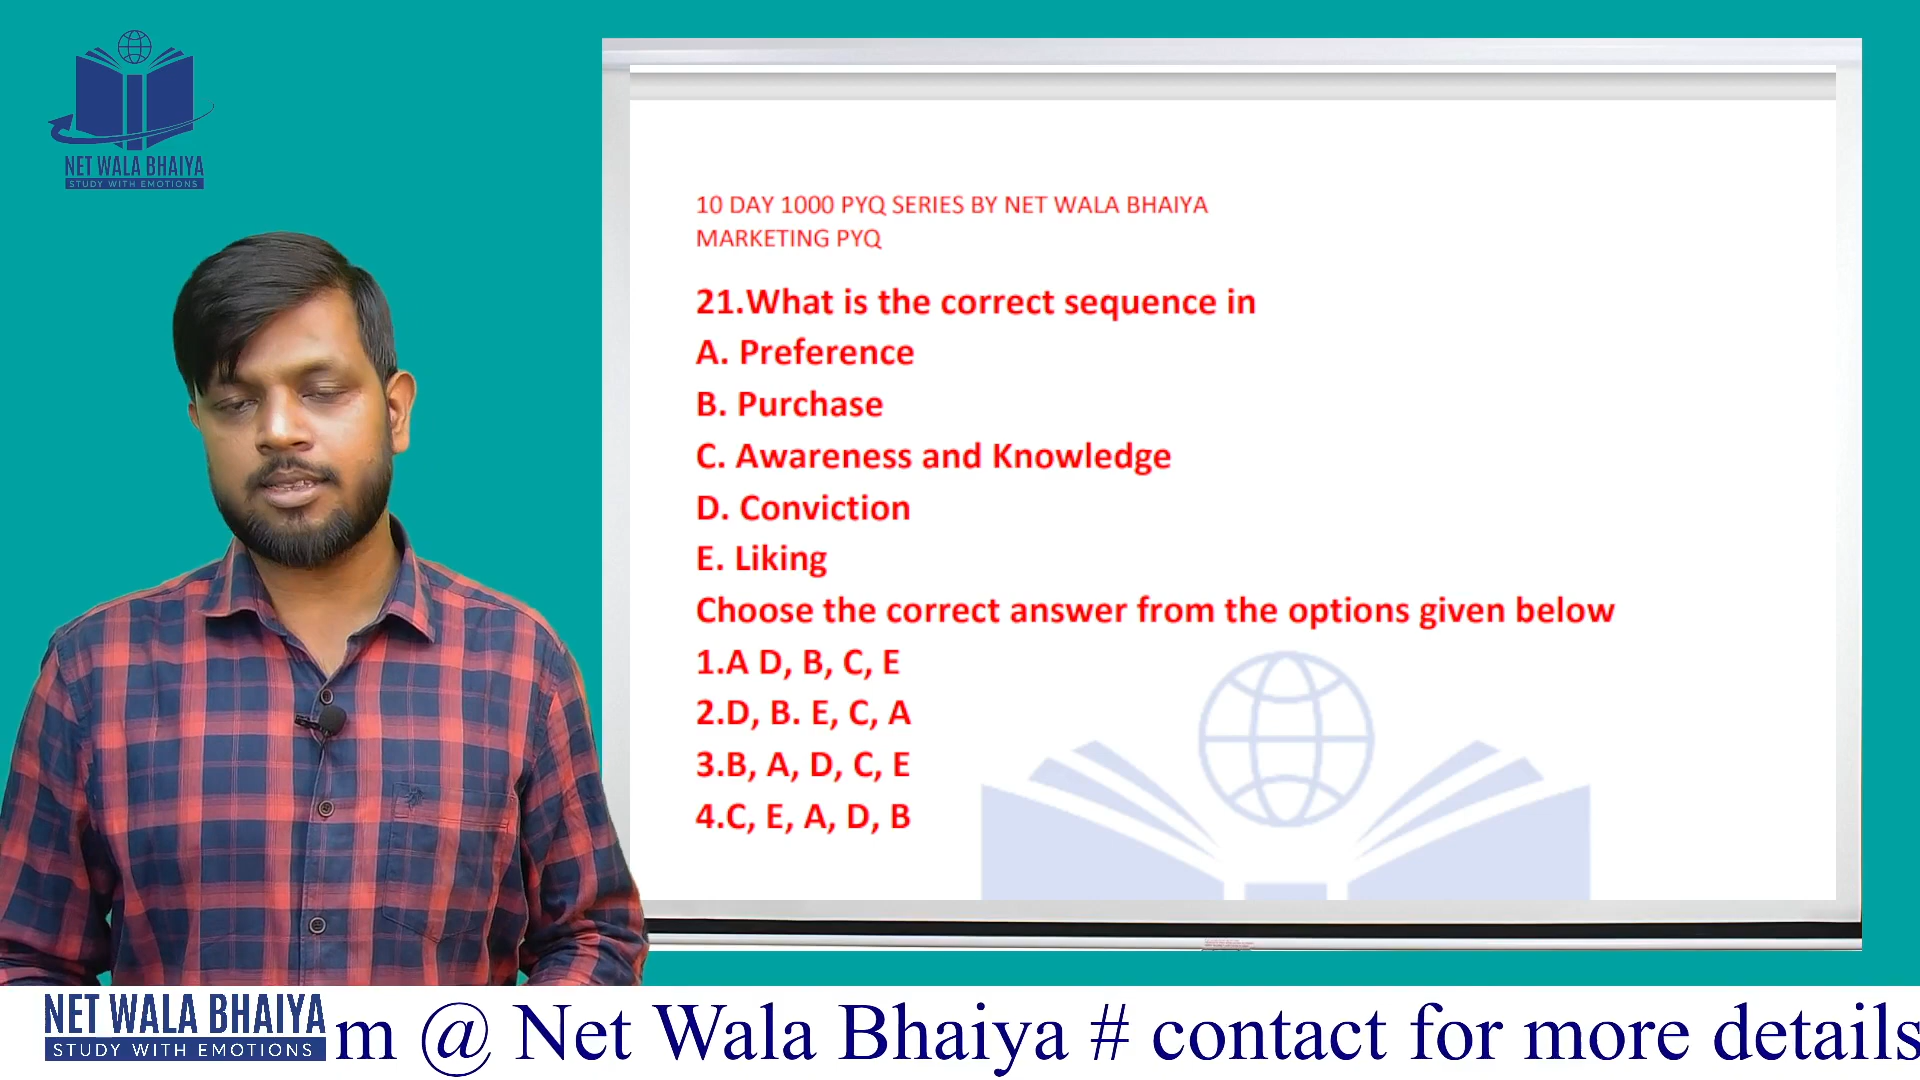 NET WALA BHAIYA
STUDY WITH EMOTIONS
10 DAY 1000 PYQ SERIES BY NET WALA BHAIYA
MARKETING PYQ
21.What is the correct sequence in
A. Preference
B. Purchase
C. Awareness and Knowledge
D. Conviction
E. Liking
Choose the correct answer from the options given below
1.A D, B, C, E
2.D, B. E, C, A
3.B, A, D, C, E
4.C, E, A, D, B
NET WALA BHAIYA
STUDY WITH EMOTIONS
m @ Net Wala Bhaiya # contact for more details